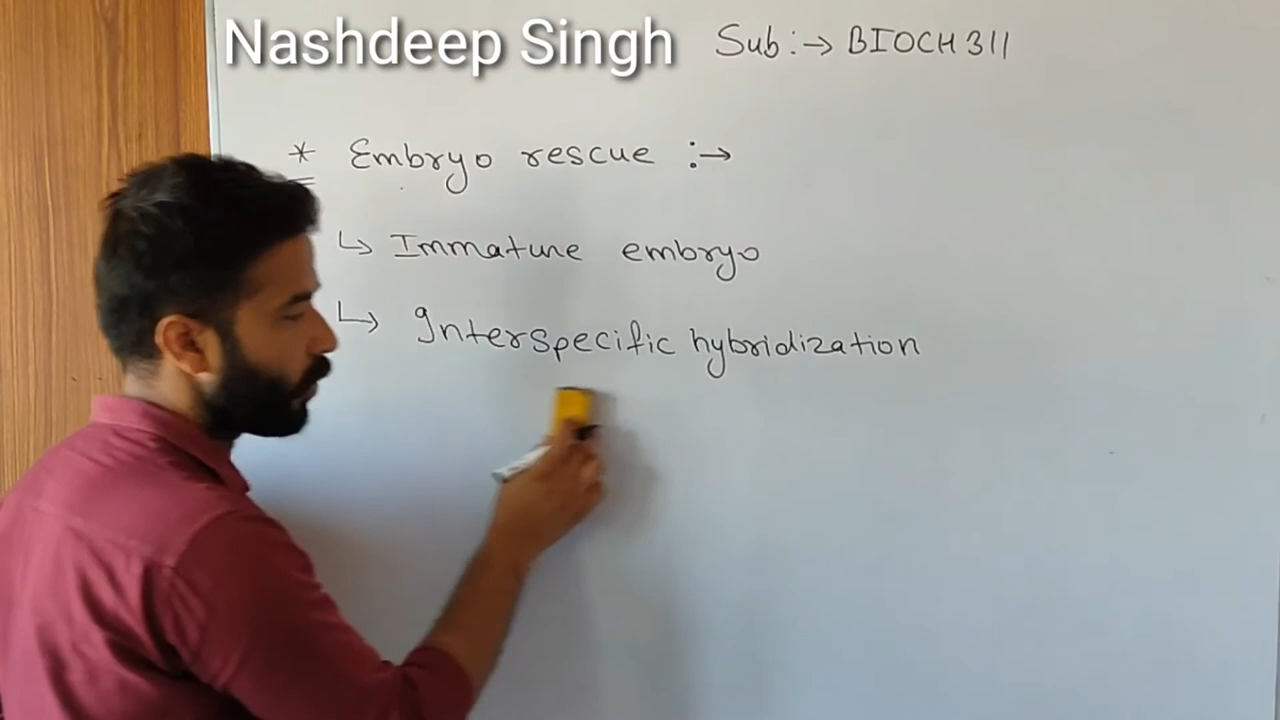 Nashdeep Singh Sub :→ BIOCH 311
* Embryo rescue :→
↳ Immature embryo
↳ Interspecific hybridization